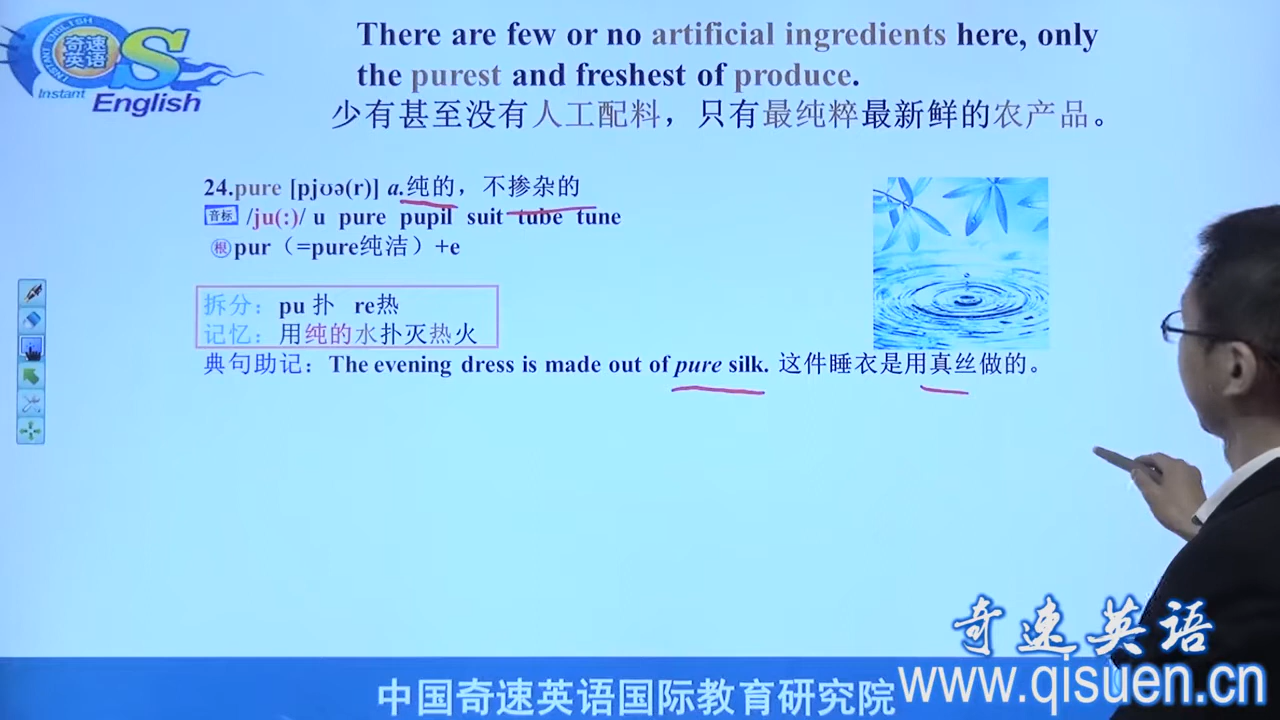 奇速英语
INSTANT ENGLISH
S
Instant
English
There are few or no artificial ingredients here, only
the purest and freshest of produce.
少有甚至没有人工配料，只有最纯粹最新鲜的农产品。
24.pure [pjʊə(r)] a.纯的，不掺杂的
音标 /ju(:)/ u pure pupil suit tube tune
根 pur（=pure纯洁）+e
拆分：pu 扑 re热
记忆：用纯的水扑灭热火
典句助记：The evening dress is made out of pure silk. 这件睡衣是用真丝做的。
奇速英语
www.qisuen.cn
中国奇速英语国际教育研究院